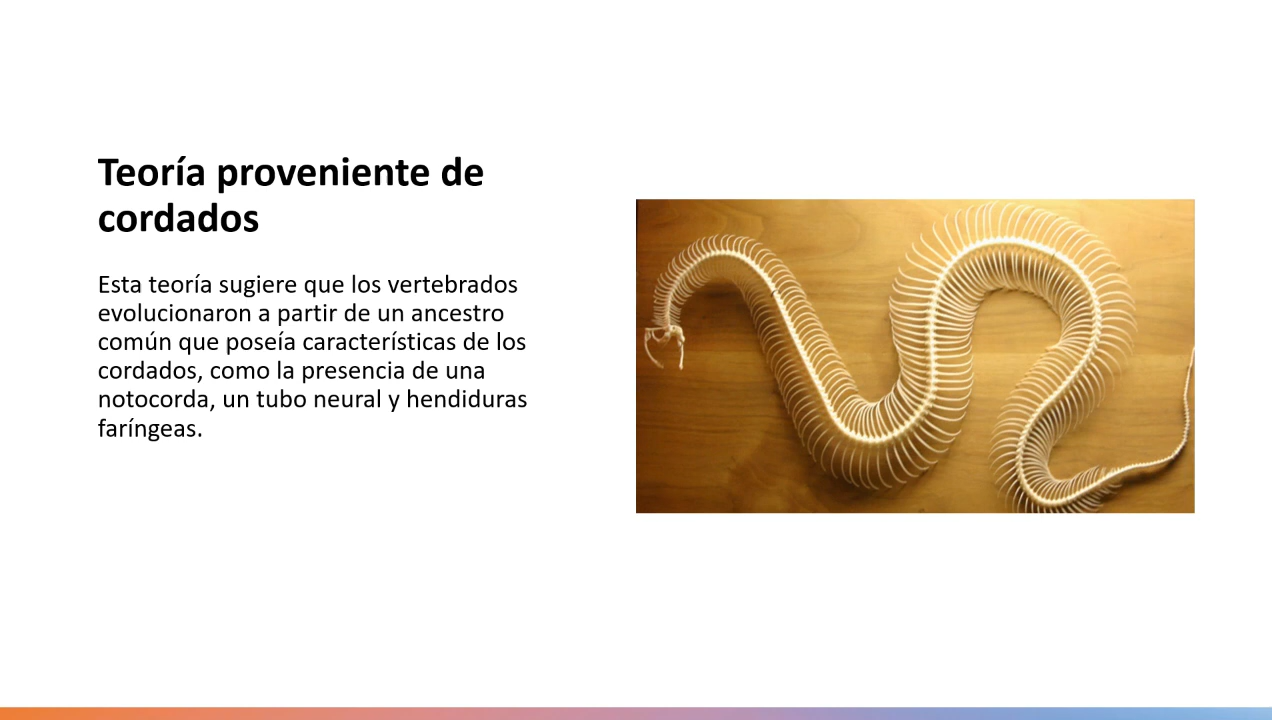 Teoría proveniente de
cordados
Esta teoría sugiere que los vertebrados
evolucionaron a partir de un ancestro
común que poseía características de los
cordados, como la presencia de una
notocorda, un tubo neural y hendiduras
faríngeas.